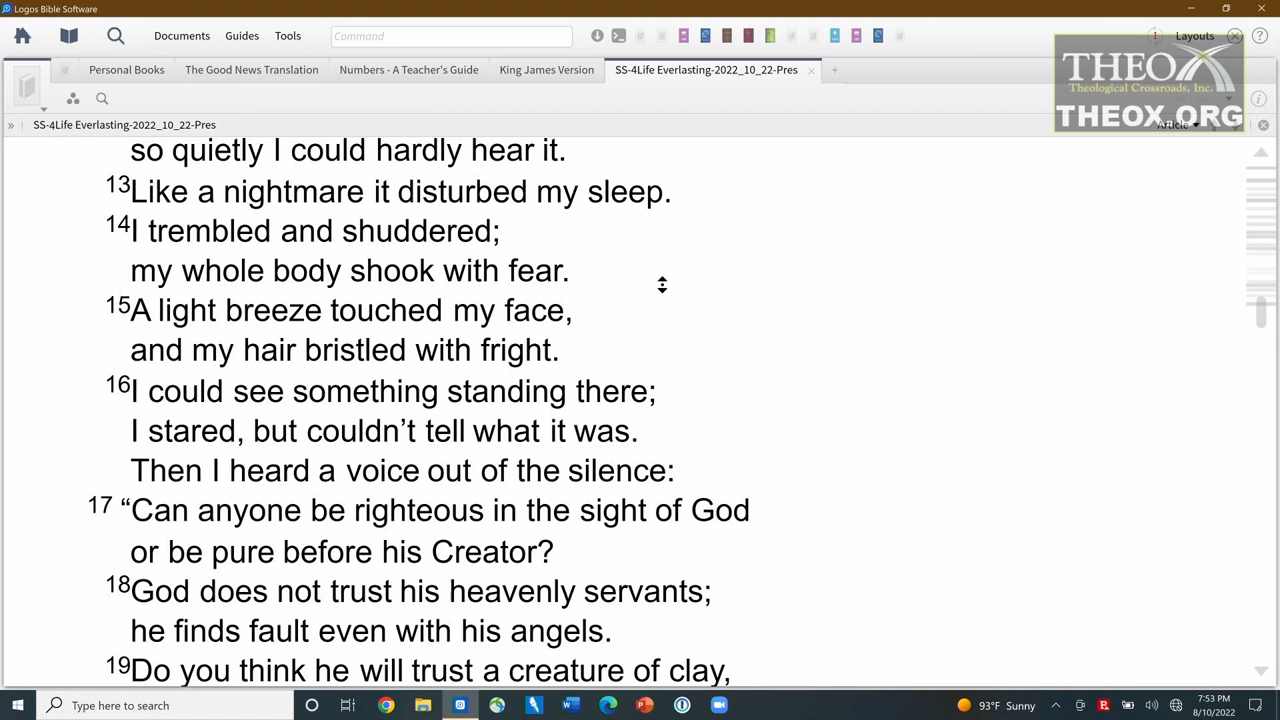 Logos Bible Software
Documents Guides Tools Command Layouts
Personal Books The Good News Translation Numbers - A Teacher's Guide King James Version SS-4Life Everlasting-2022_10_22-Pres
THEOX
Theological Crossroads, Inc.
THEOX.ORG
SS-4Life Everlasting-2022_10_22-Pres Article
so quietly I could hardly hear it.
13Like a nightmare it disturbed my sleep.
14I trembled and shuddered;
my whole body shook with fear.
15A light breeze touched my face,
and my hair bristled with fright.
16I could see something standing there;
I stared, but couldn’t tell what it was.
Then I heard a voice out of the silence:
17 “Can anyone be righteous in the sight of God
or be pure before his Creator?
18God does not trust his heavenly servants;
he finds fault even with his angels.
19Do you think he will trust a creature of clay,
Type here to search 93°F Sunny 7:53 PM
8/10/2022